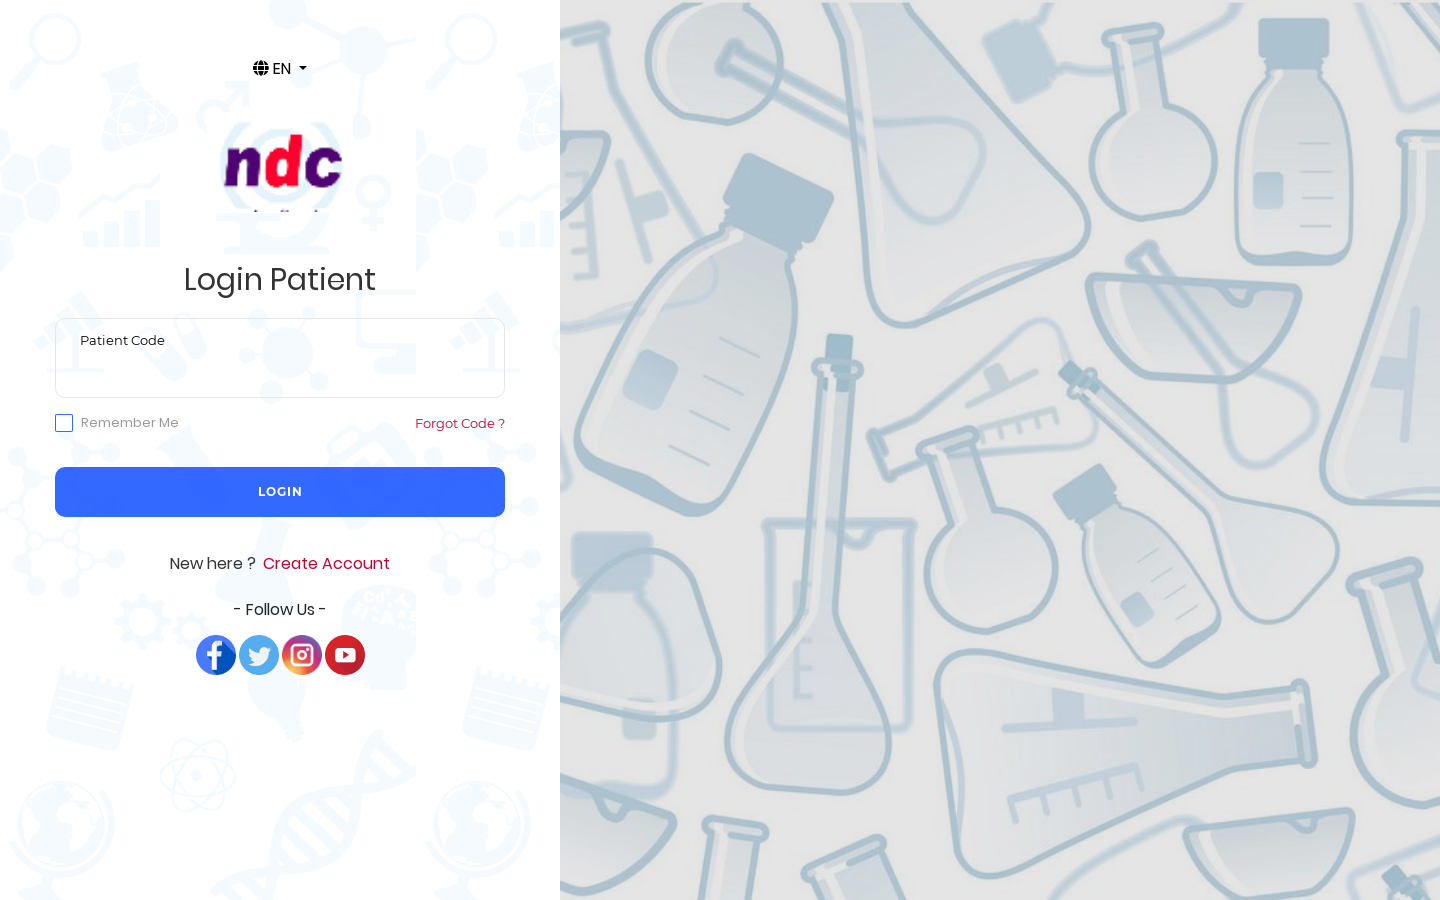 EN
ndc
Login Patient
Patient Code
Remember Me
Forgot Code ?
LOGIN
New here ? Create Account
- Follow Us -